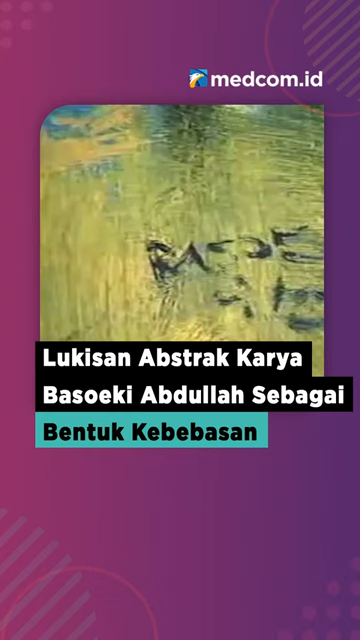 medcom.id
Lukisan Abstrak Karya
Basoeki Abdullah Sebagai
Bentuk Kebebasan